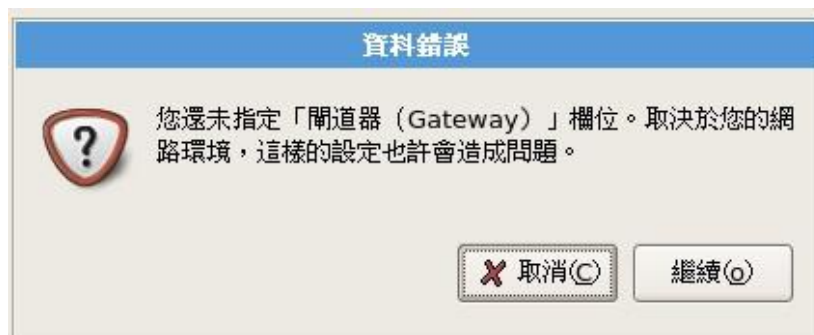 資料錯誤
您還未指定「閘道器（Gateway）」欄位。取決於您的網
路環境，這樣的設定也許會造成問題。
取消(C)
繼續(o)